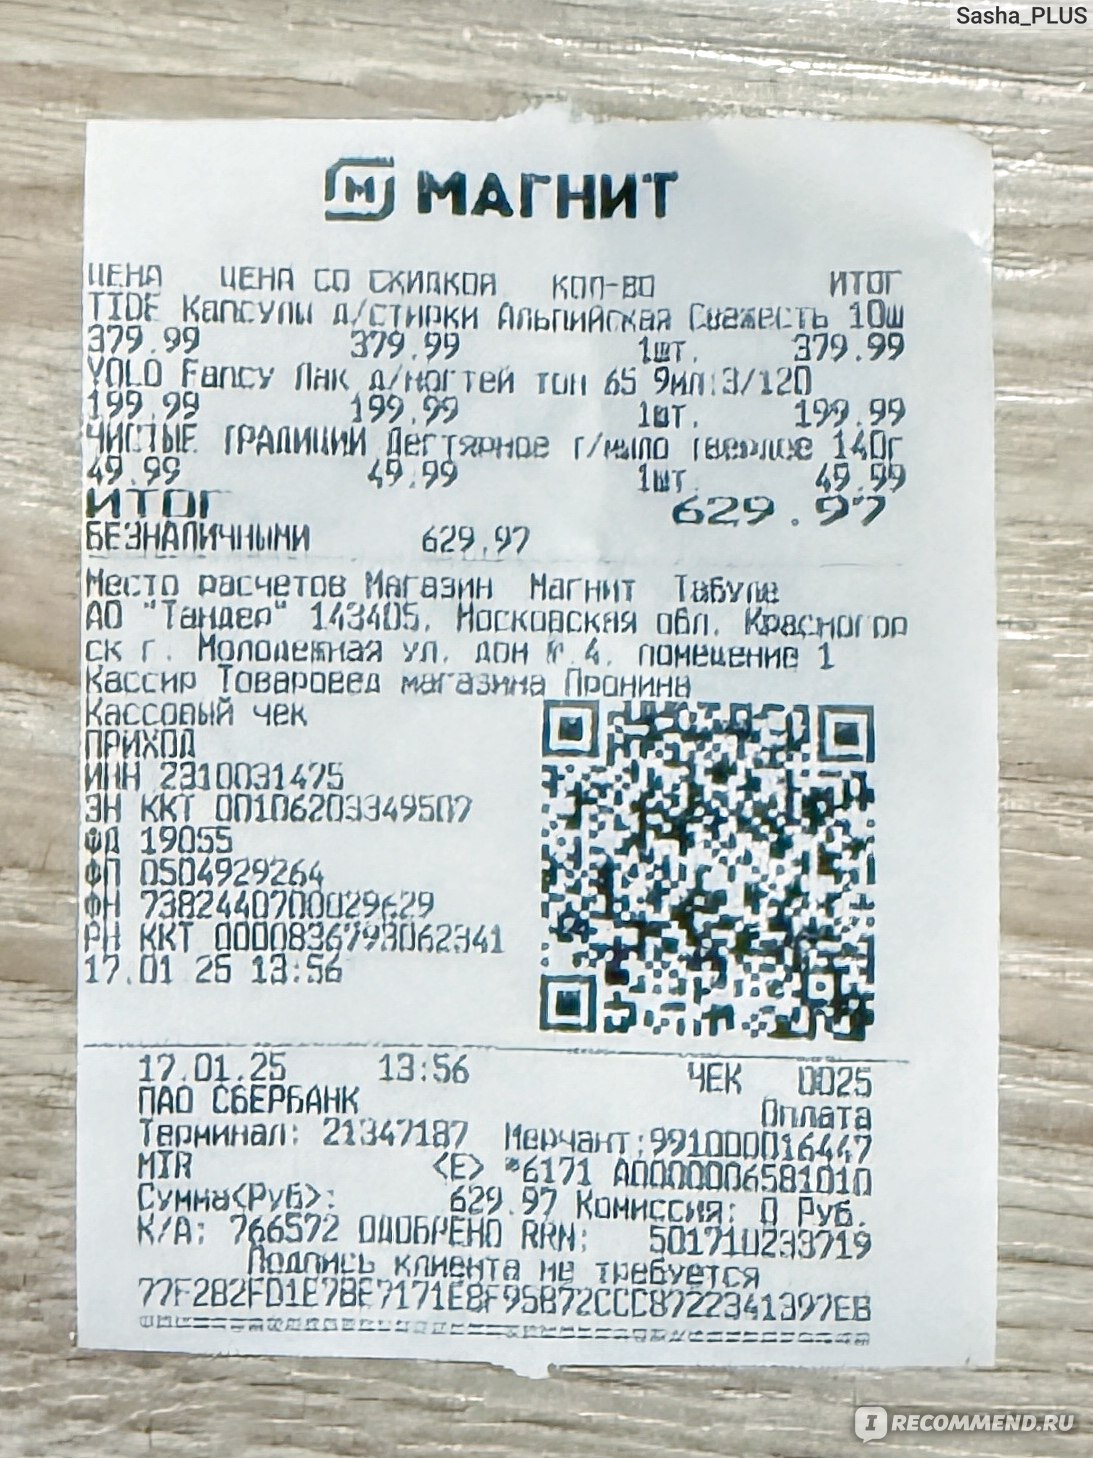 Sasha_PLUS
МАГНИТ
ЦЕНА ЦЕНА СО СКИДКОЙ КОЛ-ВО ИТОГ
TIDE Капсулы д/стирки Альпийская Свежесть 10ш
379.99 379.99 1шт. 379.99
YOLO Fancy Лак д/ногтей тон 65 9мл:3/120
199.99 199.99 1шт. 199.99
ЧИСТЫЕ ТРАДИЦИИ Дегтярное г/мыло твердое 140г
49.99 49.99 1шт. 49.99
ИТОГ 629.97
БЕЗНАЛИЧНЫМИ 629.97
Место расчетов Магазин Магнит Табула
АО "Тандер" 143405, Московская обл, Красногор
ск г, Молодежная ул, дом № 4, помещение 1
Кассир Товаровед магазина Пронина
Кассовый чек
ПРИХОД
ИНН 2310031475
ЗН ККТ 00106203349507
ФД 19055
ФП 0504929264
ФН 7382440700029629
РН ККТ 0000836793062341
17.01.25 13:56
17.01.25 13:56 ЧЕК 0025
ПАО СБЕРБАНК Оплата
Терминал: 21347187 Мерчант:991000016447
MIR <E> *6171 A0000006581010
Сумма(Руб): 629.97 Комиссия: 0 Руб.
К/А: 766572 ОДОБРЕНО RRN: 501710233719
Подпись клиента не требуется
77F2B2FD1E7BE7171E8F95B72CCC8722341397EB
IRECOMMEND.RU